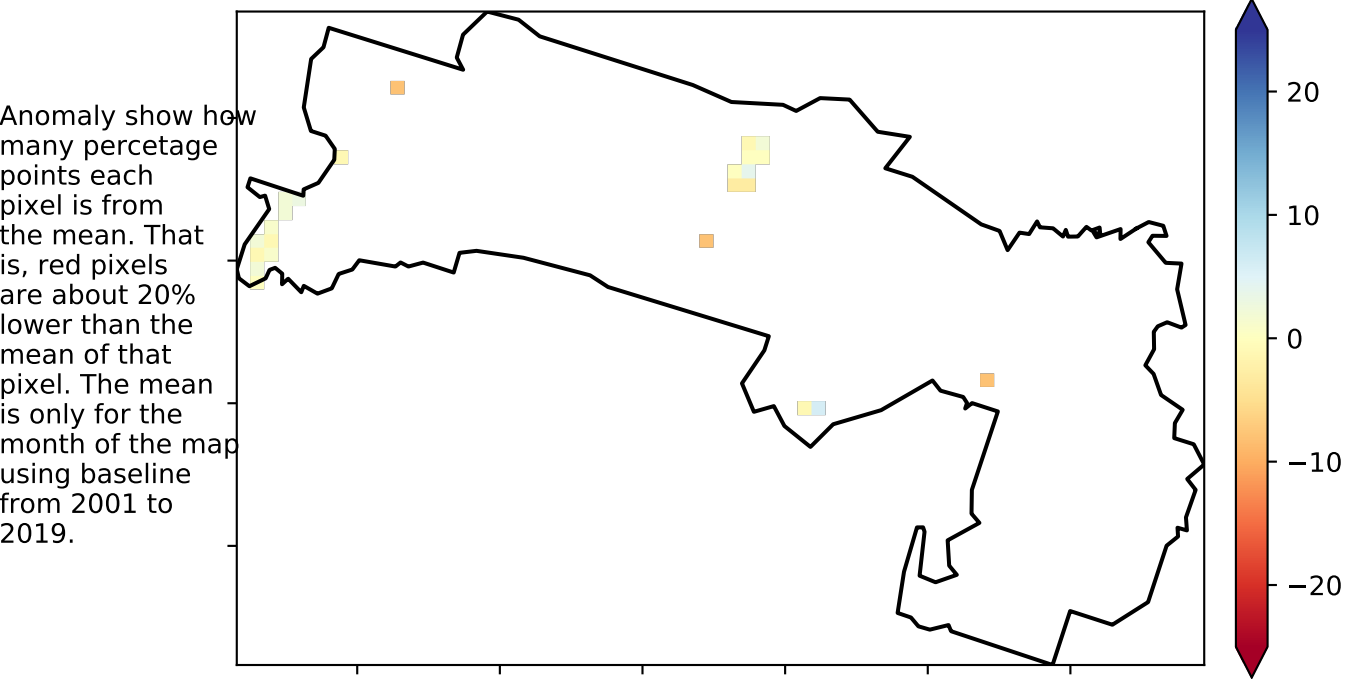 Anomaly show how
many percetage
points each
pixel is from
the mean. That
is, red pixels
are about 20%
lower than the
mean of that
pixel. The mean
is only for the
month of the map
using baseline
from 2001 to
2019.
20
10
0
−10
−20